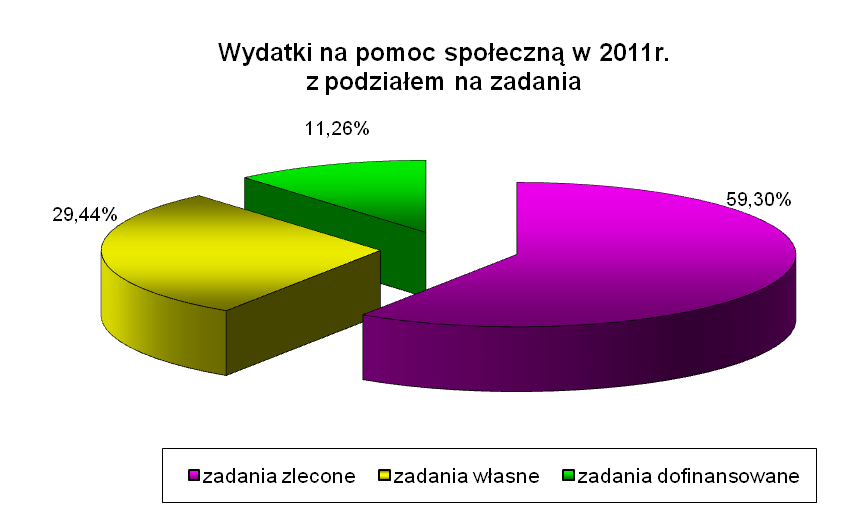 Wydatki na pomoc społeczną w 2011r.
z podziałem na zadania
11,26%
59,30%
29,44%
zadania zlecone zadania własne zadania dofinansowane